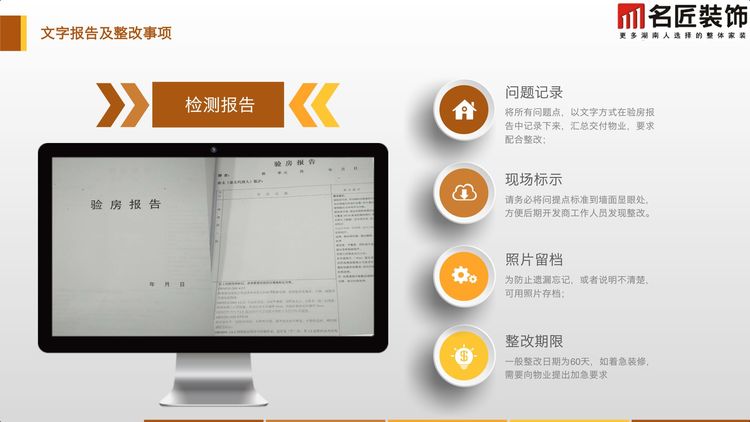 文字报告及整改事项
名匠装饰
更多湖南人选择的整体家装
检测报告
验房报告
年 月 日
验房报告
问题记录
将所有问题点，以文字方式在验房报
告中记录下来，汇总交付物业，要求
配合整改；
现场标示
请务必将问提点标准到墙面显眼处，
方便后期开发商工作人员发现整改。
照片留档
为防止遗漏忘记，或者说明不清楚，
可用照片存档；
整改期限
一般整改日期为60天，如着急装修，
需要向物业提出加急要求